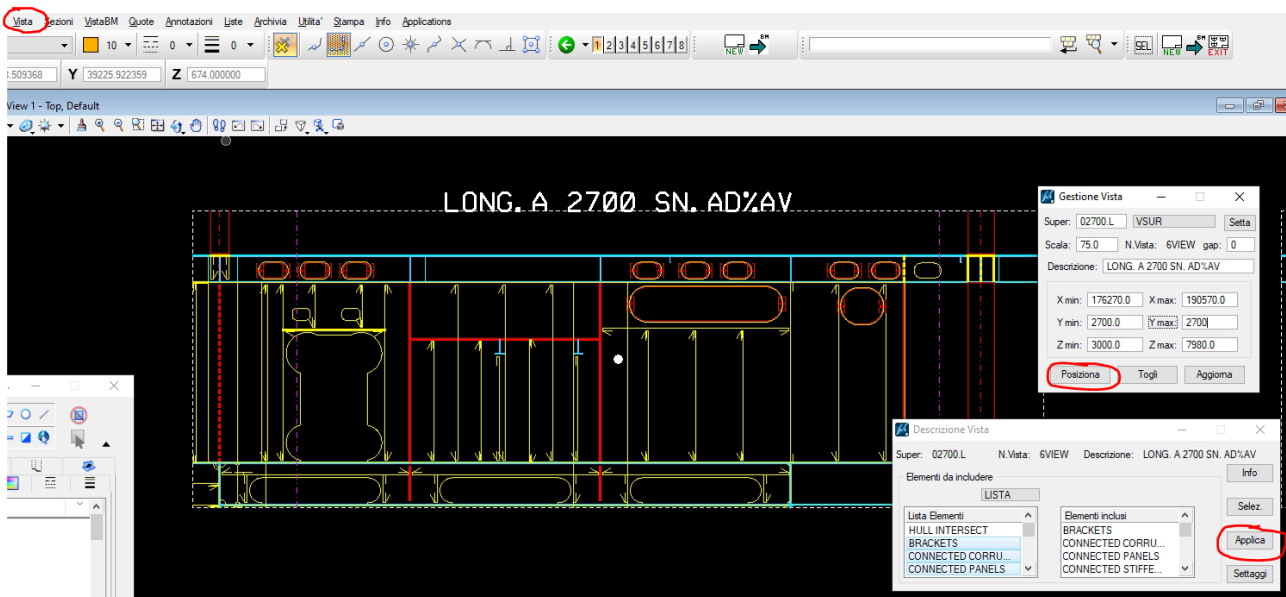 Vista Sezioni VistaBM Quote Annotazioni Liste Archivia Utilita' Stampa Info Applications
10 0 0 1 2 3 4 5 6 7 8 NEW BM SEL NEW BM EXIT
3.509368 Y 39225.922359 Z 674.000000
View 1 - Top, Default
LONG. A 2700 SN. AD%AV
Gestione Vista
Super: 02700.L VSUR Setta
Scala: 75.0 N.Vista: 6VIEW gap: 0
Descrizione: LONG. A 2700 SN. AD%AV
X min: 176270.0 X max: 190570.0
Y min: 2700.0 Y max: 2700
Z min: 3000.0 Z max: 7980.0
Posiziona Togli Aggiorna
Descrizione Vista
Super: 02700.L N.Vista: 6VIEW Descrizione: LONG. A 2700 SN. AD%AV
Elementi da includere Info
LISTA
Lista Elementi Elementi inclusi Selez.
HULL INTERSECT BRACKETS
BRACKETS CONNECTED CORRU... Applica
CONNECTED CORRU... CONNECTED PANELS
CONNECTED PANELS CONNECTED STIFFE... Settaggi